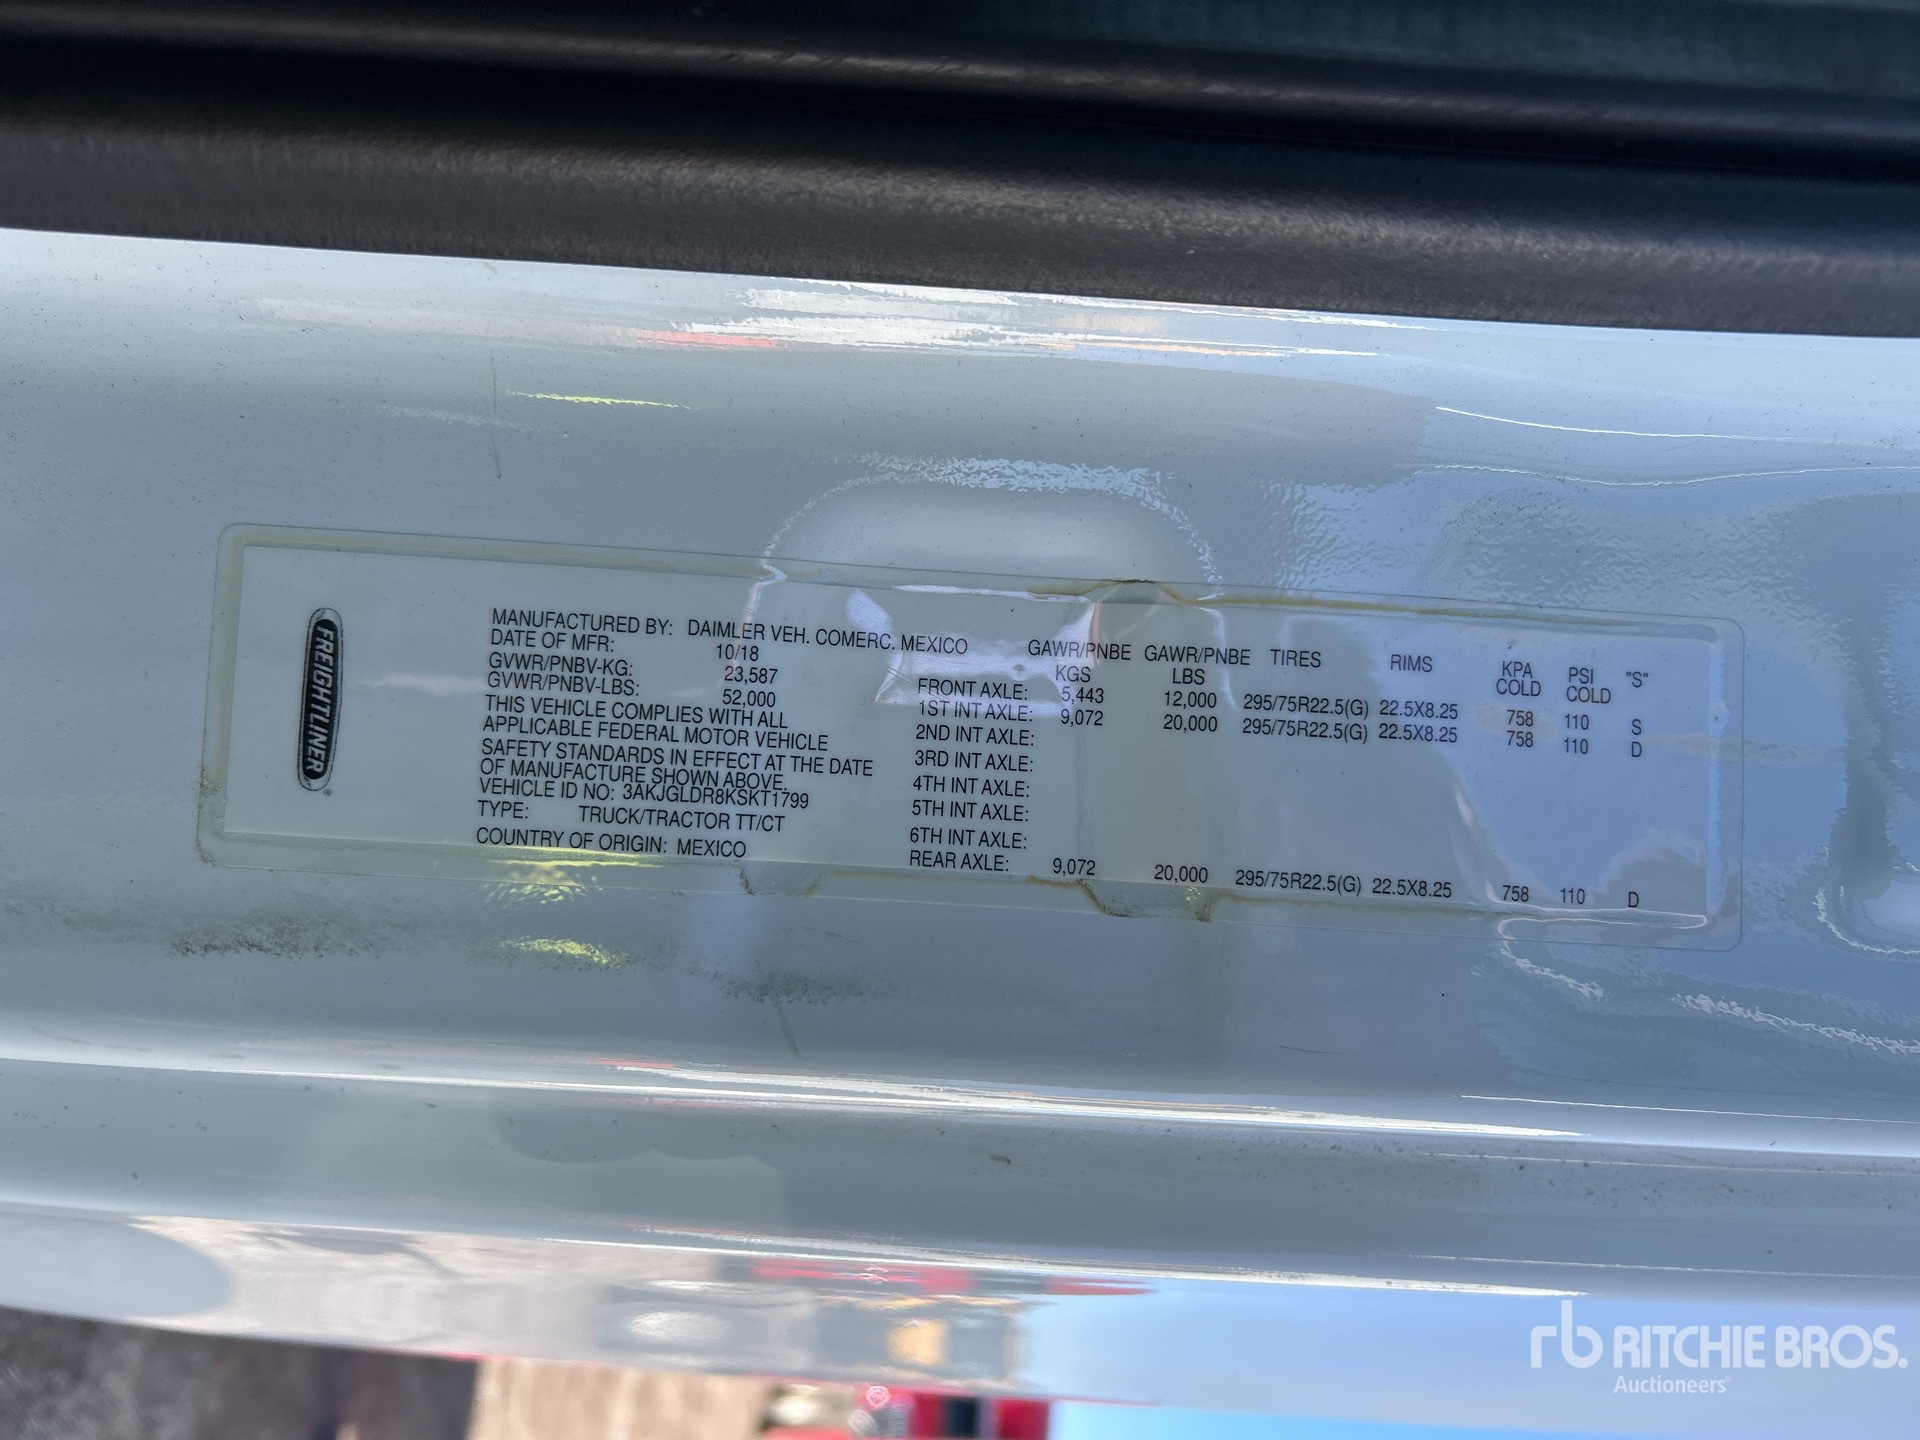 FREIGHTLINER
MANUFACTURED BY: DAIMLER VEH. COMERC. MEXICO
DATE OF MFR: 10/18
GVWR/PNBV-KG: 23,587
GVWR/PNBV-LBS: 52,000
THIS VEHICLE COMPLIES WITH ALL
APPLICABLE FEDERAL MOTOR VEHICLE
SAFETY STANDARDS IN EFFECT AT THE DATE
OF MANUFACTURE SHOWN ABOVE.
VEHICLE ID NO: 3AKJGLDR8KSKT1799
TYPE: TRUCK/TRACTOR TT/CT
COUNTRY OF ORIGIN: MEXICO
GAWR/PNBE GAWR/PNBE TIRES RIMS KPA PSI "S"
KGS LBS COLD COLD
FRONT AXLE: 5,443 12,000 295/75R22.5(G) 22.5X8.25 758 110 S
1ST INT AXLE: 9,072 20,000 295/75R22.5(G) 22.5X8.25 758 110 D
2ND INT AXLE:
3RD INT AXLE:
4TH INT AXLE:
5TH INT AXLE:
6TH INT AXLE:
REAR AXLE: 9,072 20,000 295/75R22.5(G) 22.5X8.25 758 110 D
rb RITCHIE BROS.
Auctioneers